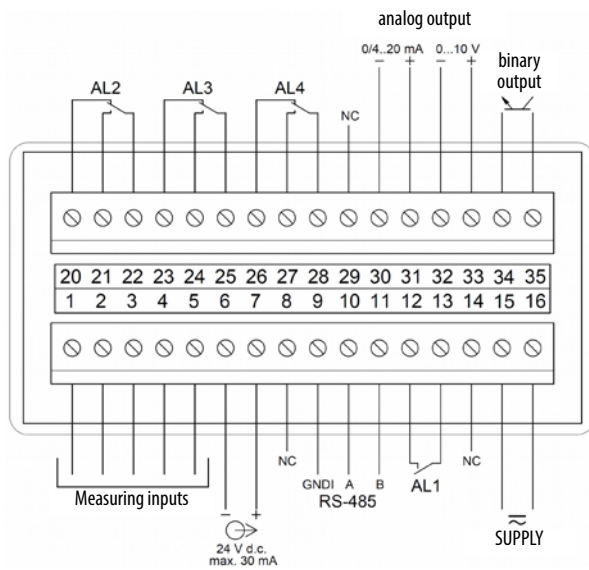 analog output
0/4..20 mA 0...10 V
− + − +
binary output
AL2 AL3 AL4
NC
20 21 22 23 24 25 26 27 28 29 30 31 32 33 34 35
1 2 3 4 5 6 7 8 9 10 11 12 13 14 15 16
Measuring inputs
− +
24 V d.c.
max. 30 mA
NC
GNDI A B
RS-485
AL1
NC
SUPPLY